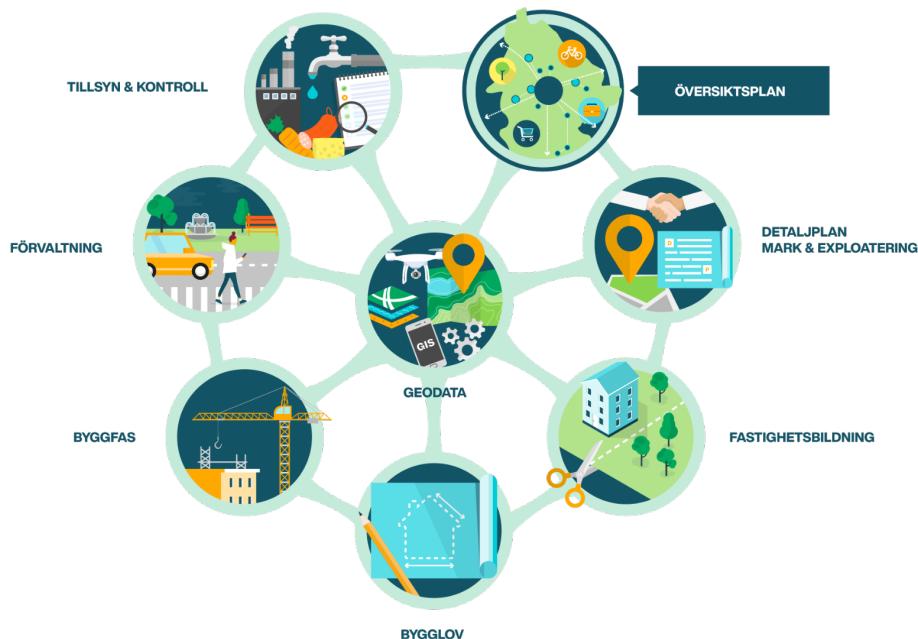 TILLSYN & KONTROLL
ÖVERSIKTSPLAN
FÖRVALTNING
DETALJPLAN
MARK & EXPLOATERING
GIS
GEODATA
BYGGFAS
FASTIGHETSBILDNING
BYGGLOV